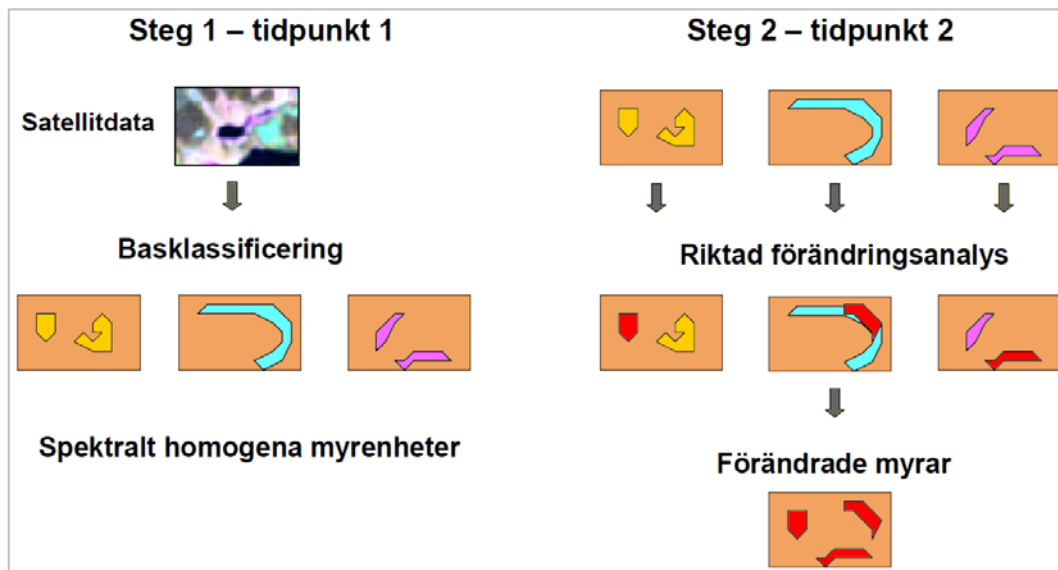 Steg 1 – tidpunkt 1
Satellitdata
Basklassificering
Spektralt homogena myrenheter
Steg 2 – tidpunkt 2
Riktad förändringsanalys
Förändrade myrar